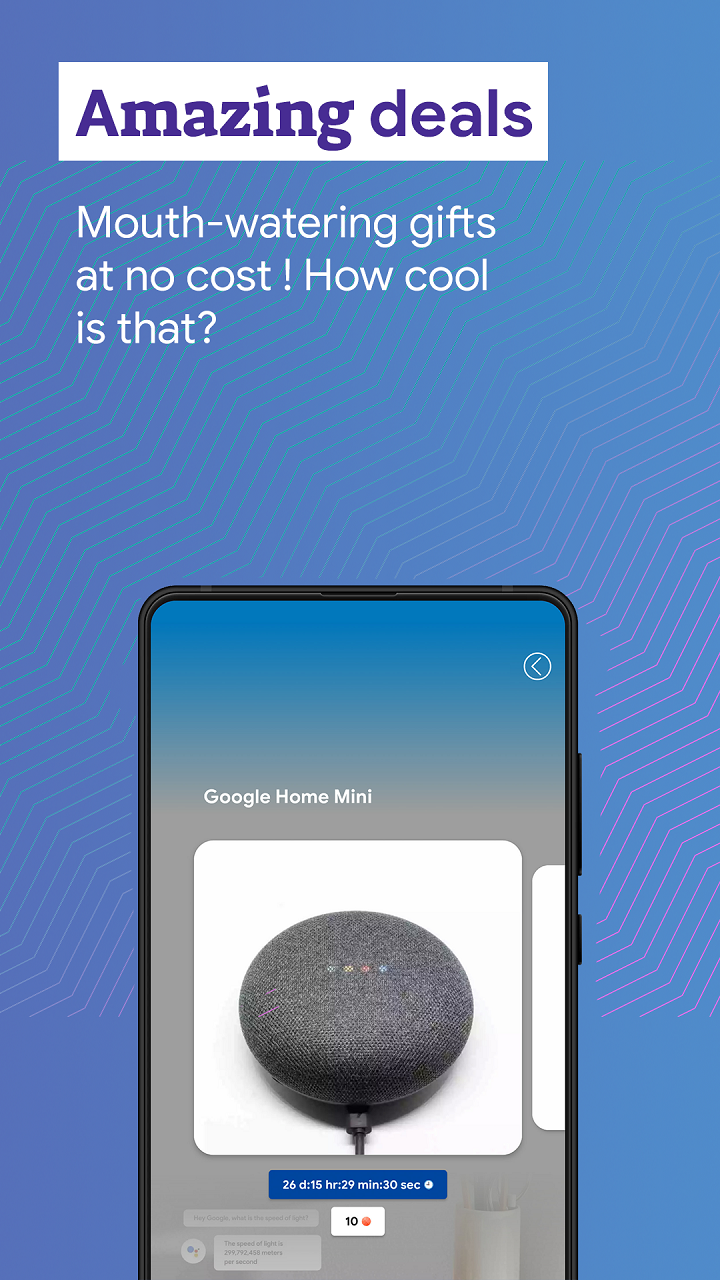 Amazing deals
Mouth-watering gifts
at no cost ! How cool
is that?
Google Home Mini
26 d:15 hr:29 min:30 sec
10
Hey Google, what is the speed of light?
The speed of light is
299,792,458 meters
per second